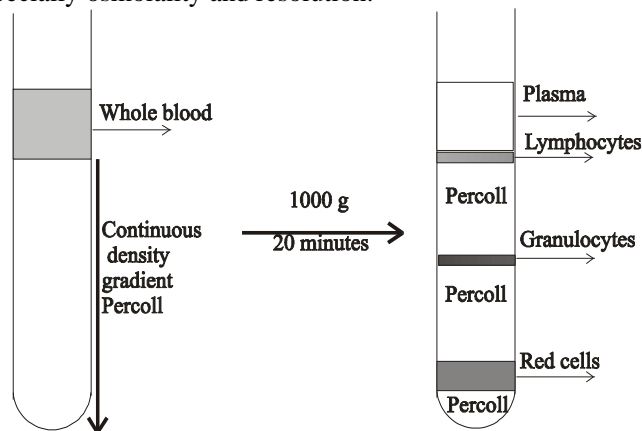 Whole blood
Continuous
density
gradient
Percoll
1000 g
20 minutes
Plasma
Lymphocytes
Percoll
Granulocytes
Percoll
Red cells
Percoll